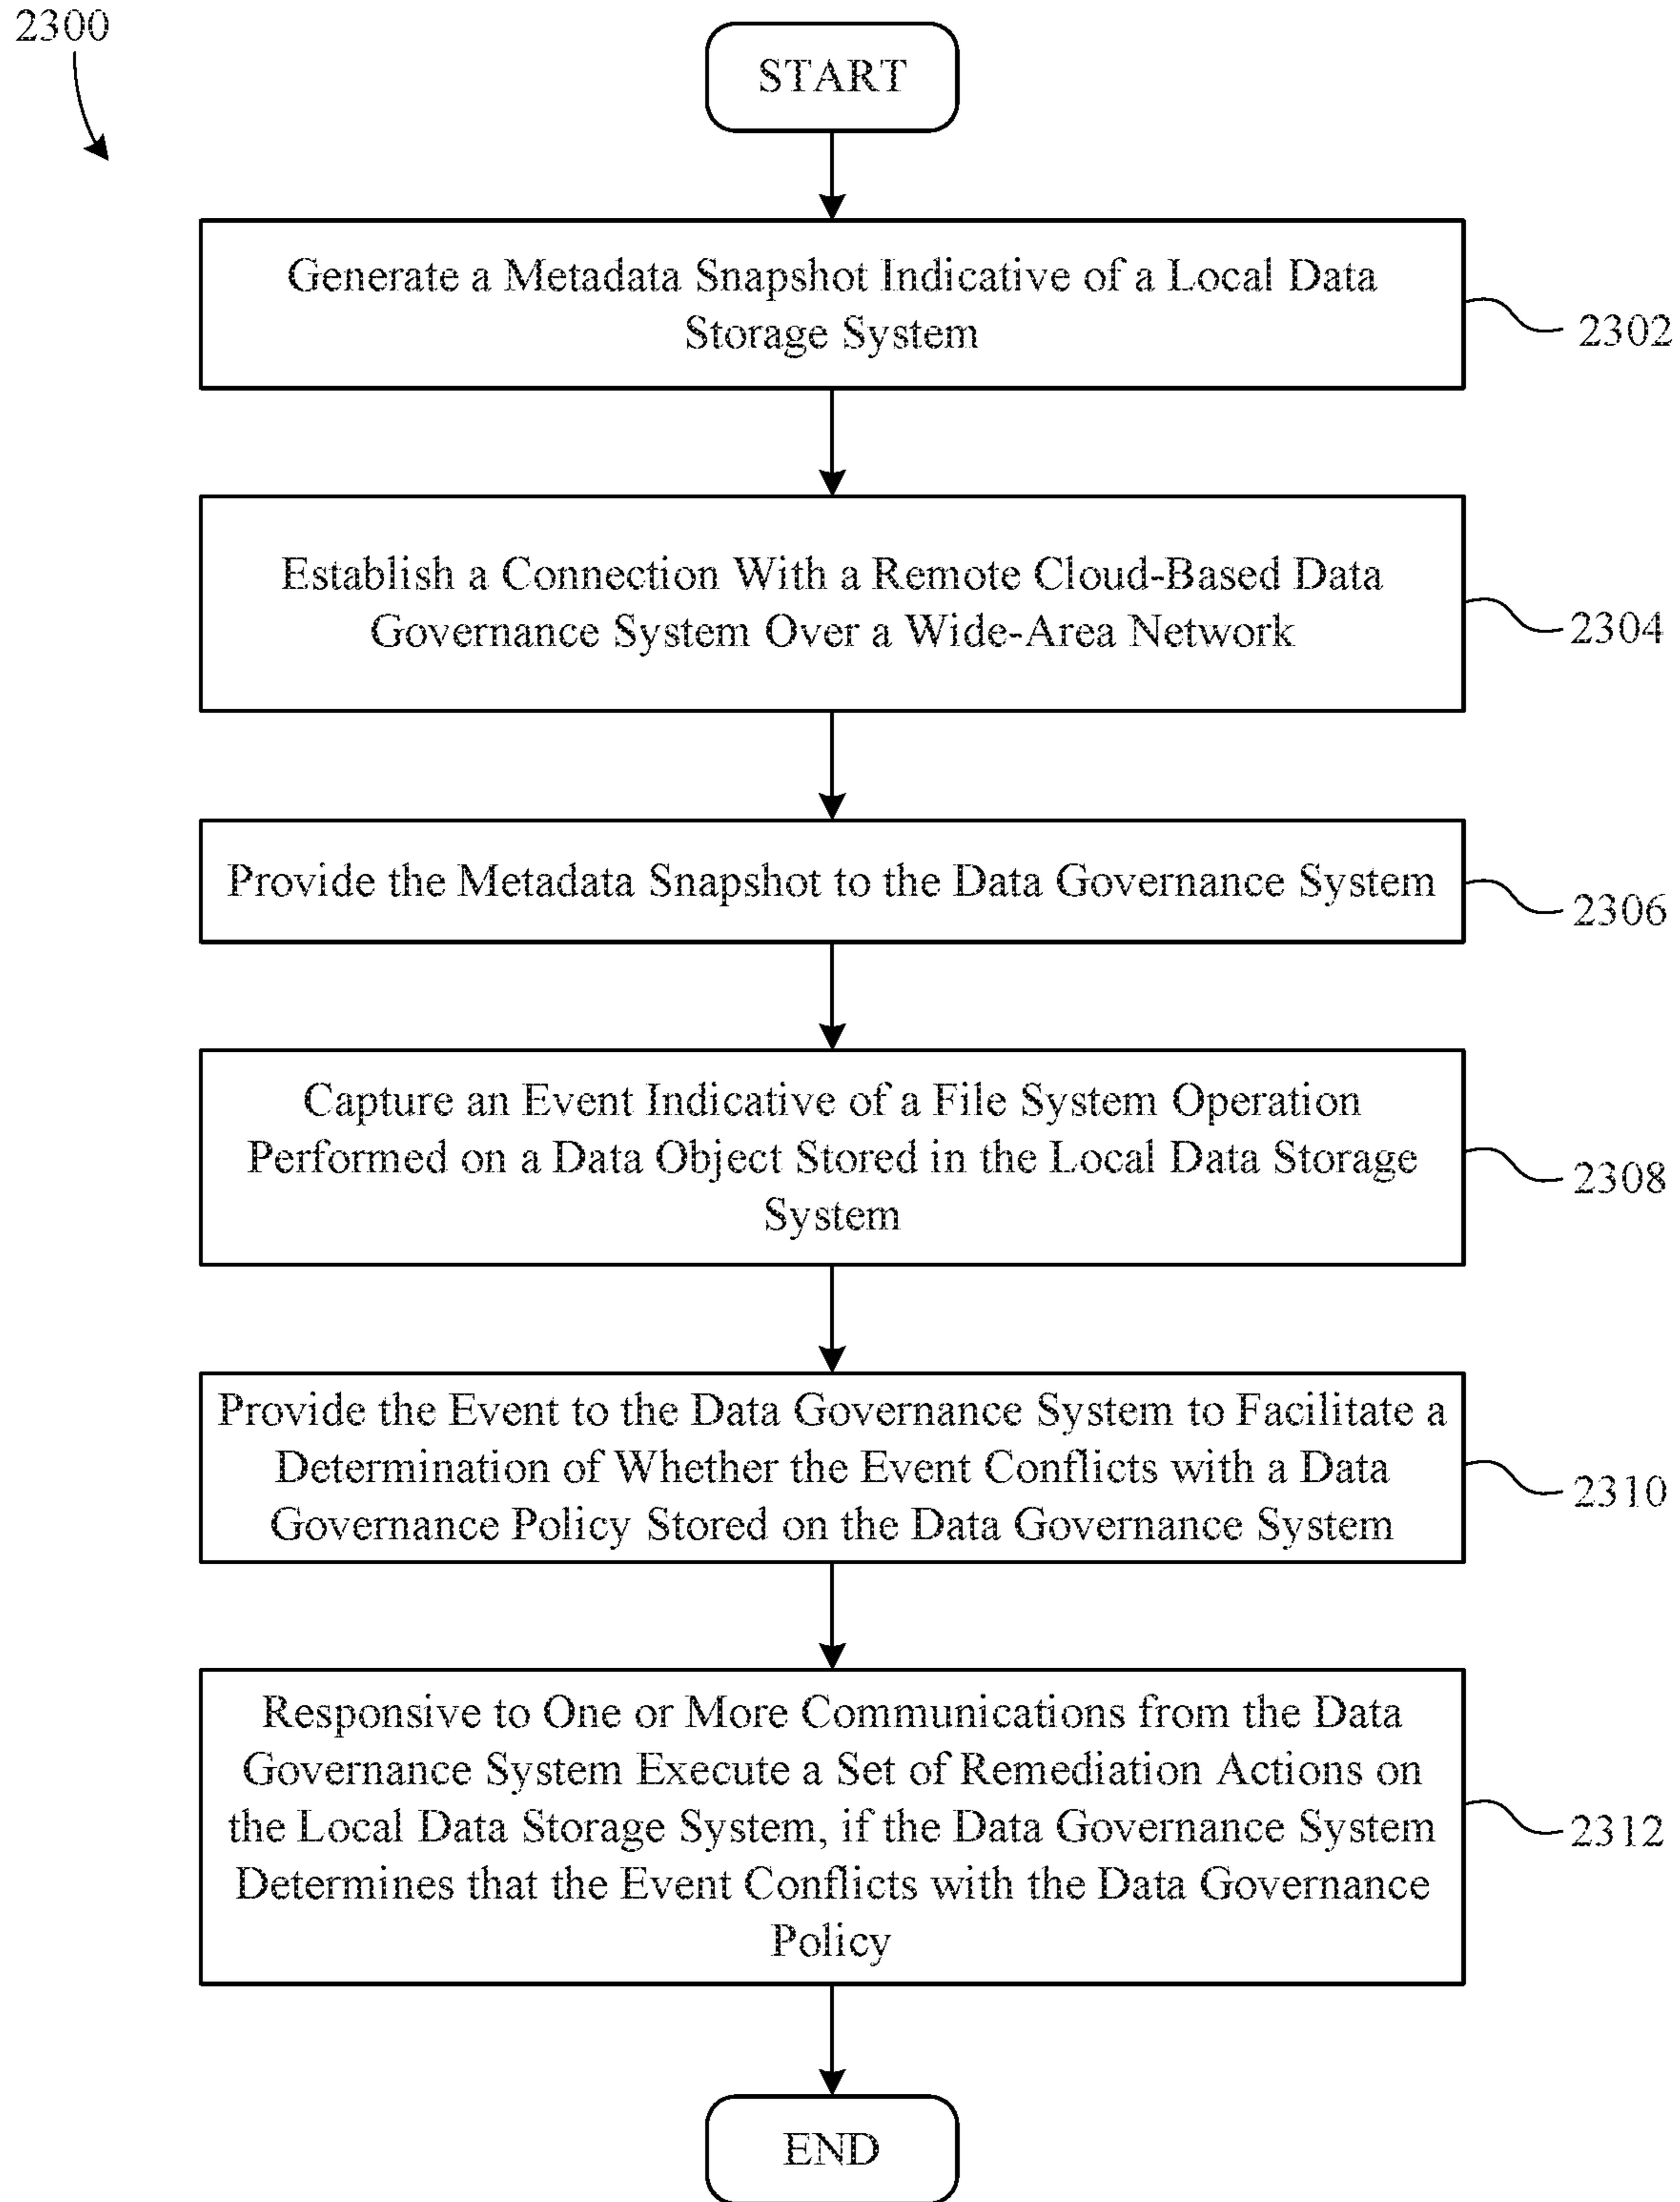 2300
START
Generate a Metadata Snapshot Indicative of a Local Data
Storage System
2302
Establish a Connection With a Remote Cloud-Based Data
Governance System Over a Wide-Area Network
2304
Provide the Metadata Snapshot to the Data Governance System
2306
Capture an Event Indicative of a File System Operation
Performed on a Data Object Stored in the Local Data Storage
System
2308
Provide the Event to the Data Governance System to Facilitate a
Determination of Whether the Event Conflicts with a Data
Governance Policy Stored on the Data Governance System
2310
Responsive to One or More Communications from the Data
Governance System Execute a Set of Remediation Actions on
the Local Data Storage System, if the Data Governance System
Determines that the Event Conflicts with the Data Governance
Policy
2312
END